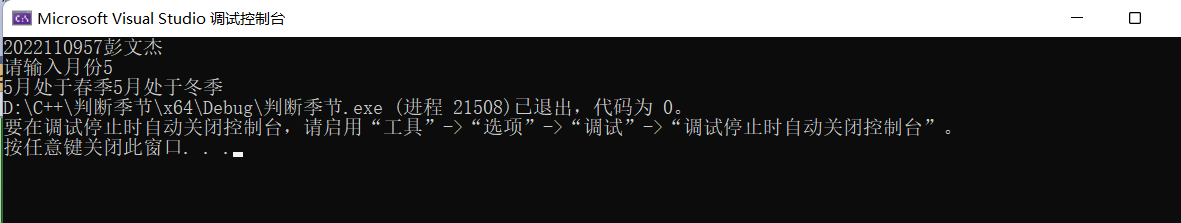 Microsoft Visual Studio 调试控制台
2022110957彭文杰
请输入月份5
5月处于春季5月处于冬季
D:\C++\判断季节\x64\Debug\判断季节.exe (进程 21508)已退出，代码为 0。
要在调试停止时自动关闭控制台，请启用“工具”->“选项”->“调试”->“调试停止时自动关闭控制台”。
按任意键关闭此窗口. . .